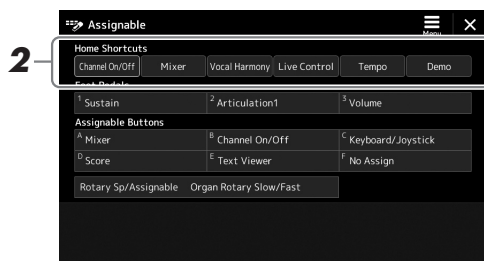 Assignable
Menu
2
Home Shortcuts
Channel On/Off Mixer Vocal Harmony Live Control Tempo Demo
Foot Pedals
1 Sustain 2 Articulation1 3 Volume
Assignable Buttons
A Mixer B Channel On/Off C Keyboard/Joystick
D Score E Text Viewer F No Assign
Rotary Sp/Assignable Organ Rotary Slow/Fast